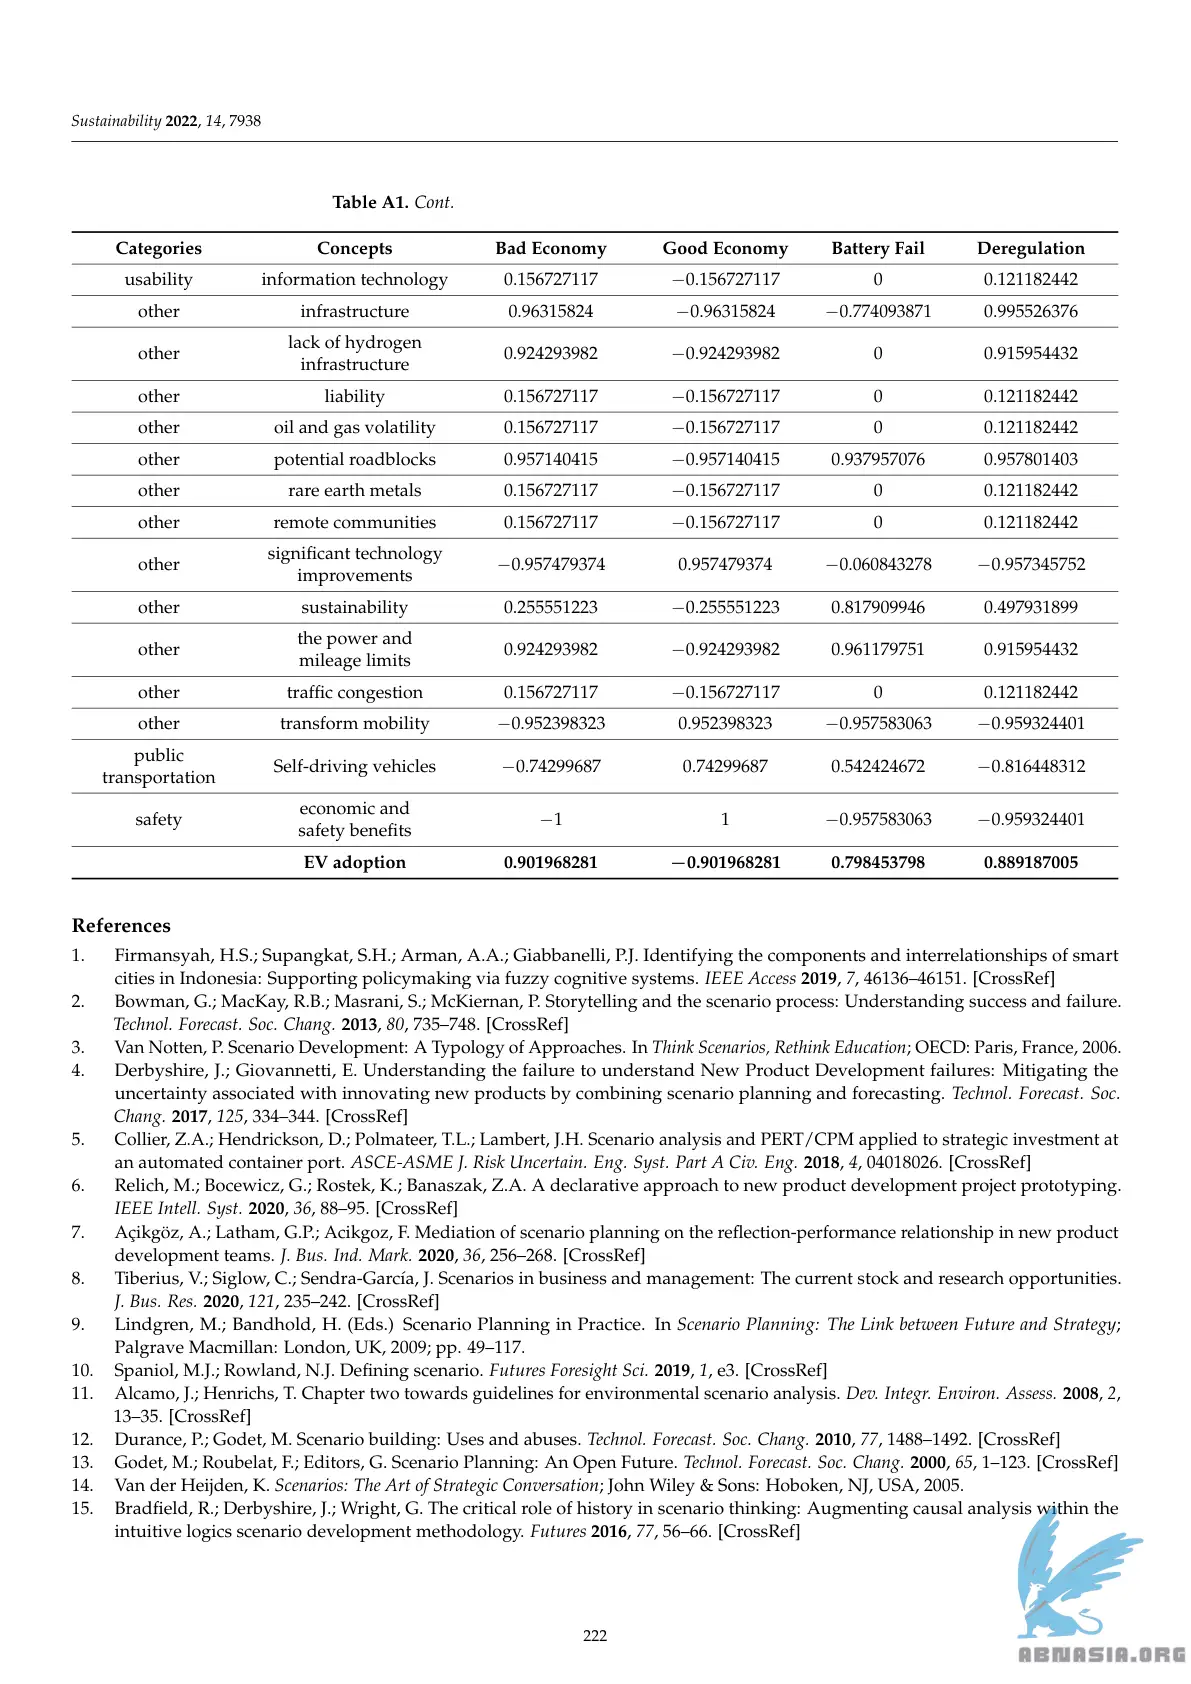 Sustainability 2022, 14, 7938
Table A1. Cont.
Categories Concepts Bad Economy Good Economy Battery Fail Deregulation
usability information technology 0.156727117 −0.156727117 0 0.121182442
other infrastructure 0.96315824 −0.96315824 −0.774093871 0.995526376
other lack of hydrogen infrastructure 0.924293982 −0.924293982 0 0.915954432
other liability 0.156727117 −0.156727117 0 0.121182442
other oil and gas volatility 0.156727117 −0.156727117 0 0.121182442
other potential roadblocks 0.957140415 −0.957140415 0.937957076 0.957801403
other rare earth metals 0.156727117 −0.156727117 0 0.121182442
other remote communities 0.156727117 −0.156727117 0 0.121182442
other significant technology improvements −0.957479374 0.957479374 −0.060843278 −0.957345752
other sustainability 0.255551223 −0.255551223 0.817909946 0.497931899
other the power and mileage limits 0.924293982 −0.924293982 0.961179751 0.915954432
other traffic congestion 0.156727117 −0.156727117 0 0.121182442
other transform mobility −0.952398323 0.952398323 −0.957583063 −0.959324401
public transportation Self-driving vehicles −0.74299687 0.74299687 0.542424672 −0.816448312
safety economic and safety benefits −1 1 −0.957583063 −0.959324401
EV adoption 0.901968281 −0.901968281 0.798453798 0.889187005
References
1. Firmansyah, H.S.; Supangkat, S.H.; Arman, A.A.; Giabbanelli, P.J. Identifying the components and interrelationships of smart
cities in Indonesia: Supporting policymaking via fuzzy cognitive systems. IEEE Access 2019, 7, 46136–46151. [CrossRef]
2. Bowman, G.; MacKay, R.B.; Masrani, S.; McKiernan, P. Storytelling and the scenario process: Understanding success and failure.
Technol. Forecast. Soc. Chang. 2013, 80, 735–748. [CrossRef]
3. Van Notten, P. Scenario Development: A Typology of Approaches. In Think Scenarios, Rethink Education; OECD: Paris, France, 2006.
4. Derbyshire, J.; Giovannetti, E. Understanding the failure to understand New Product Development failures: Mitigating the
uncertainty associated with innovating new products by combining scenario planning and forecasting. Technol. Forecast. Soc.
Chang. 2017, 125, 334–344. [CrossRef]
5. Collier, Z.A.; Hendrickson, D.; Polmateer, T.L.; Lambert, J.H. Scenario analysis and PERT/CPM applied to strategic investment at
an automated container port. ASCE-ASME J. Risk Uncertain. Eng. Syst. Part A Civ. Eng. 2018, 4, 04018026. [CrossRef]
6. Relich, M.; Bocewicz, G.; Rostek, K.; Banaszak, Z.A. A declarative approach to new product development project prototyping.
IEEE Intell. Syst. 2020, 36, 88–95. [CrossRef]
7. Açikgöz, A.; Latham, G.P.; Acikgoz, F. Mediation of scenario planning on the reflection-performance relationship in new product
development teams. J. Bus. Ind. Mark. 2020, 36, 256–268. [CrossRef]
8. Tiberius, V.; Siglow, C.; Sendra-García, J. Scenarios in business and management: The current stock and research opportunities.
J. Bus. Res. 2020, 121, 235–242. [CrossRef]
9. Lindgren, M.; Bandhold, H. (Eds.) Scenario Planning in Practice. In Scenario Planning: The Link between Future and Strategy;
Palgrave Macmillan: London, UK, 2009; pp. 49–117.
10. Spaniol, M.J.; Rowland, N.J. Defining scenario. Futures Foresight Sci. 2019, 1, e3. [CrossRef]
11. Alcamo, J.; Henrichs, T. Chapter two towards guidelines for environmental scenario analysis. Dev. Integr. Environ. Assess. 2008, 2,
13–35. [CrossRef]
12. Durance, P.; Godet, M. Scenario building: Uses and abuses. Technol. Forecast. Soc. Chang. 2010, 77, 1488–1492. [CrossRef]
13. Godet, M.; Roubelat, F.; Editors, G. Scenario Planning: An Open Future. Technol. Forecast. Soc. Chang. 2000, 65, 1–123. [CrossRef]
14. Van der Heijden, K. Scenarios: The Art of Strategic Conversation; John Wiley & Sons: Hoboken, NJ, USA, 2005.
15. Bradfield, R.; Derbyshire, J.; Wright, G. The critical role of history in scenario thinking: Augmenting causal analysis within the
intuitive logics scenario development methodology. Futures 2016, 77, 56–66. [CrossRef]
222
ABNASIA.ORG